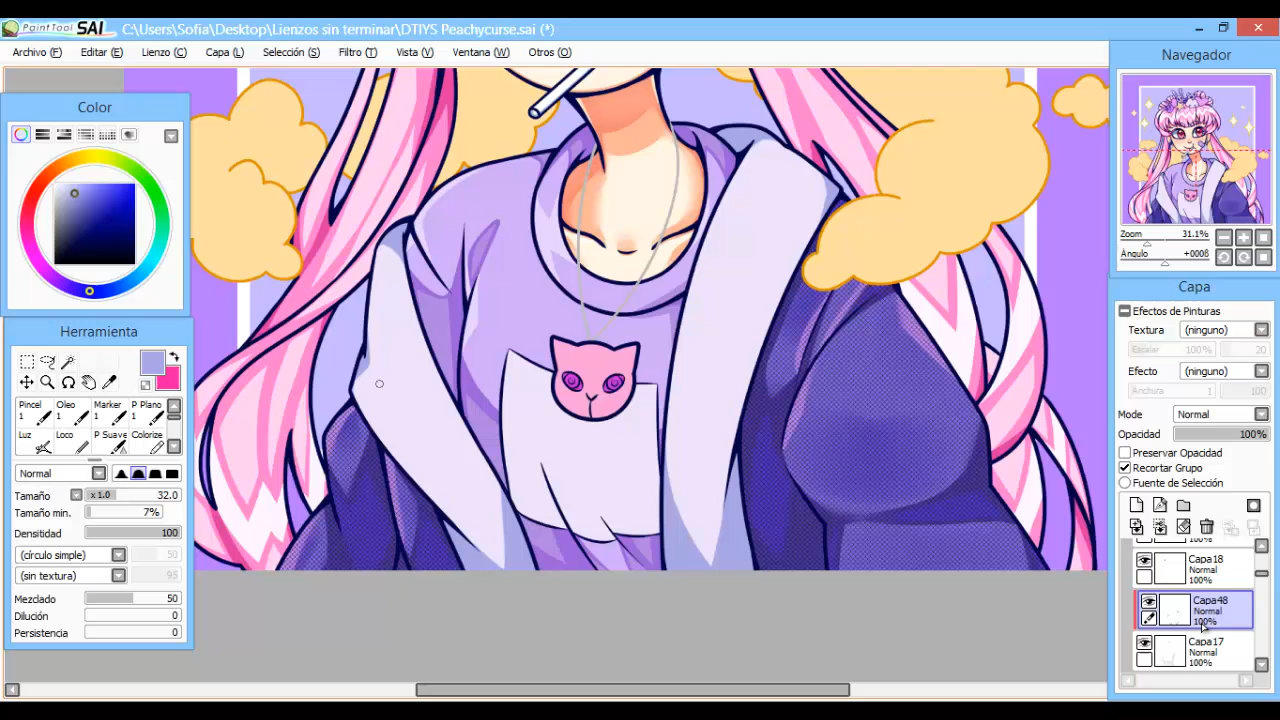 PaintTool SAI C:\Users\Sofia\Desktop\Lienzos sin terminar\DTIYS Peachycurse.sai (*)
Archivo (F) Editar (E) Lienzo (C) Capa (L) Selección (S) Filtro (T) Vista (V) Ventana (W) Otros (O)
Color
Herramienta
Pincel Oleo Marker P Plano
1 1 1 1
Luz Loco P Suave Colorize
Normal
Tamaño x 1.0 32.0
Tamaño min. 7%
Densitidad 100
(círculo simple) 50
(sin textura) 95
Mezclado 50
Dilución 0
Persistencia 0
Navegador
Zoom 31.1%
Ángulo +0008
Capa
Efectos de Pinturas
Textura (ninguno)
Escalar 100% 20
Efecto (ninguno)
Anchura 1 100
Modo Normal
Opacidad 100%
Preservar Opacidad
Recortar Grupo
Fuente de Selección
100%
Capa18
Normal
100%
Capa48
Normal
100%
Capa17
Normal
100%